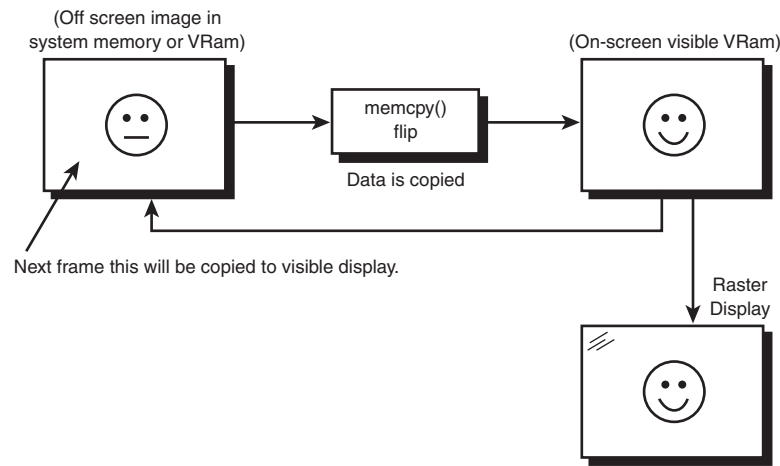 (Off screen image in
system memory or VRam)
(On-screen visible VRam)
memcpy()
flip
Data is copied
Next frame this will be copied to visible display.
Raster
Display